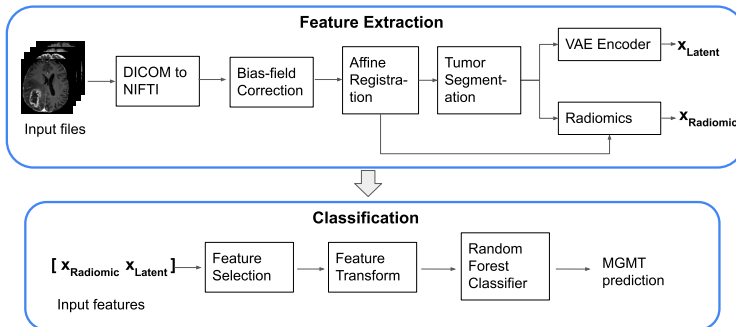 Feature Extraction
Input files
DICOM to
NIFTI
Bias-field
Correction
Affine
Registra-
tion
Tumor
Segment-
ation
VAE Encoder
xLatent
Radiomics
xRadiomic
Classification
[ xRadiomic xLatent ]
Input features
Feature
Selection
Feature
Transform
Random
Forest
Classifier
MGMT
prediction